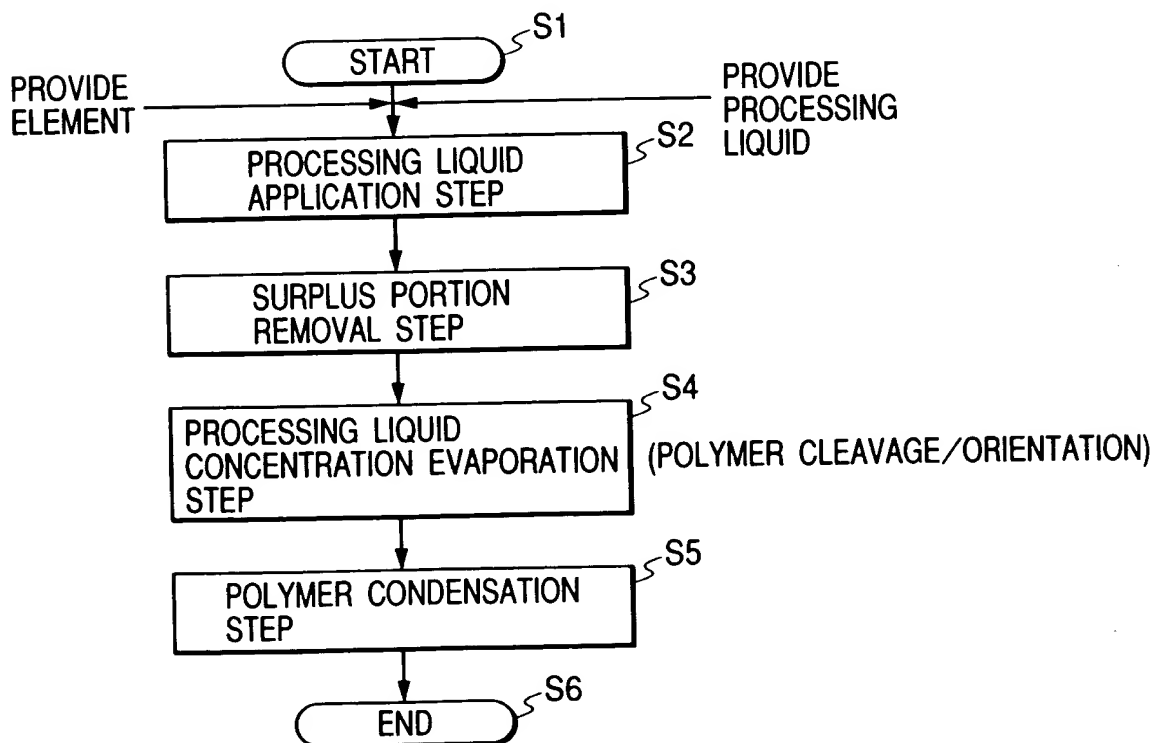 S1
START
PROVIDE
ELEMENT
PROVIDE
PROCESSING
LIQUID
S2
PROCESSING LIQUID
APPLICATION STEP
S3
SURPLUS PORTION
REMOVAL STEP
S4
PROCESSING LIQUID
CONCENTRATION EVAPORATION
STEP
(POLYMER CLEAVAGE/ORIENTATION)
S5
POLYMER CONDENSATION
STEP
S6
END